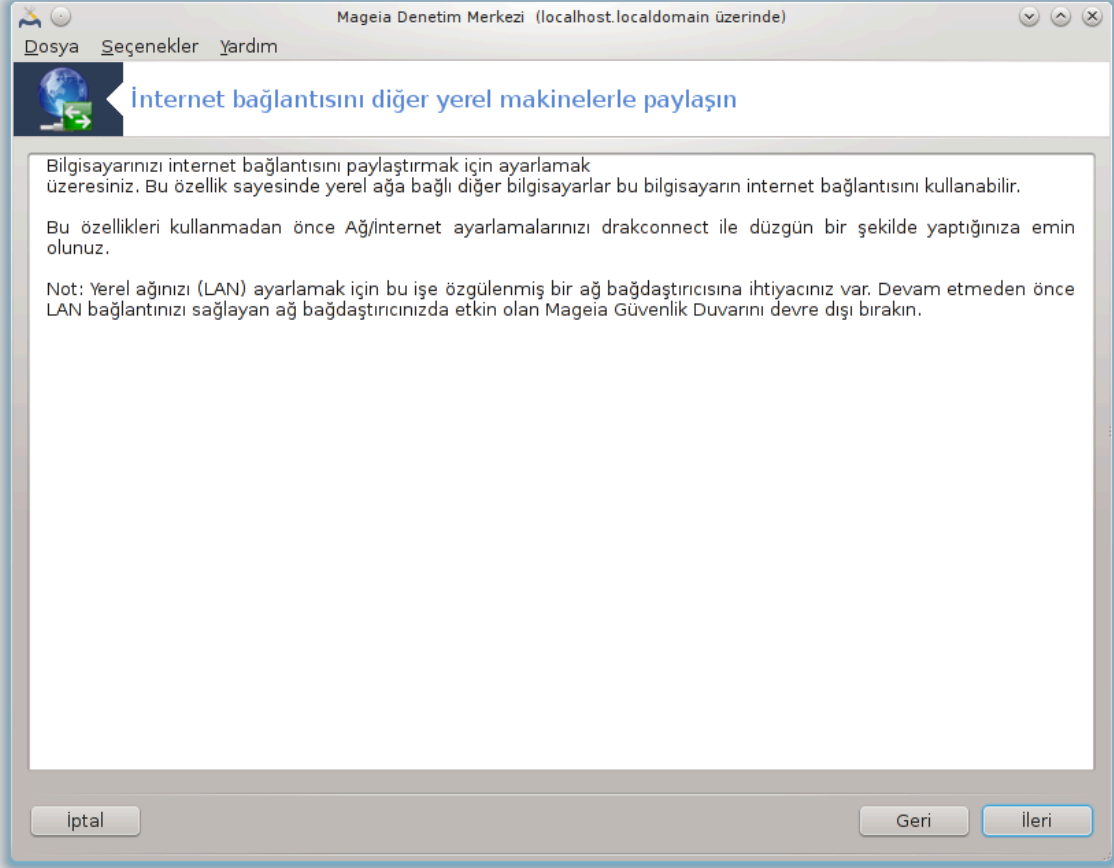 Mageia Denetim Merkezi (localhost.localdomain üzerinde)
Dosya Seçenekler Yardım
İnternet bağlantısını diğer yerel makinelerle paylaşın
Bilgisayarınızı internet bağlantısını paylaştırmak için ayarlamak
üzeresiniz. Bu özellik sayesinde yerel ağa bağlı diğer bilgisayarlar bu bilgisayarın internet bağlantısını kullanabilir.
Bu özellikleri kullanmadan önce Ağ/İnternet ayarlamalarınızı drakconnect ile düzgün bir şekilde yaptığınıza emin
olunuz.
Not: Yerel ağınızı (LAN) ayarlamak için bu işe özgülenmiş bir ağ bağdaştırıcısına ihtiyacınız var. Devam etmeden önce
LAN bağlantınızı sağlayan ağ bağdaştırıcınızda etkin olan Mageia Güvenlik Duvarını devre dışı bırakın.
İptal Geri İleri